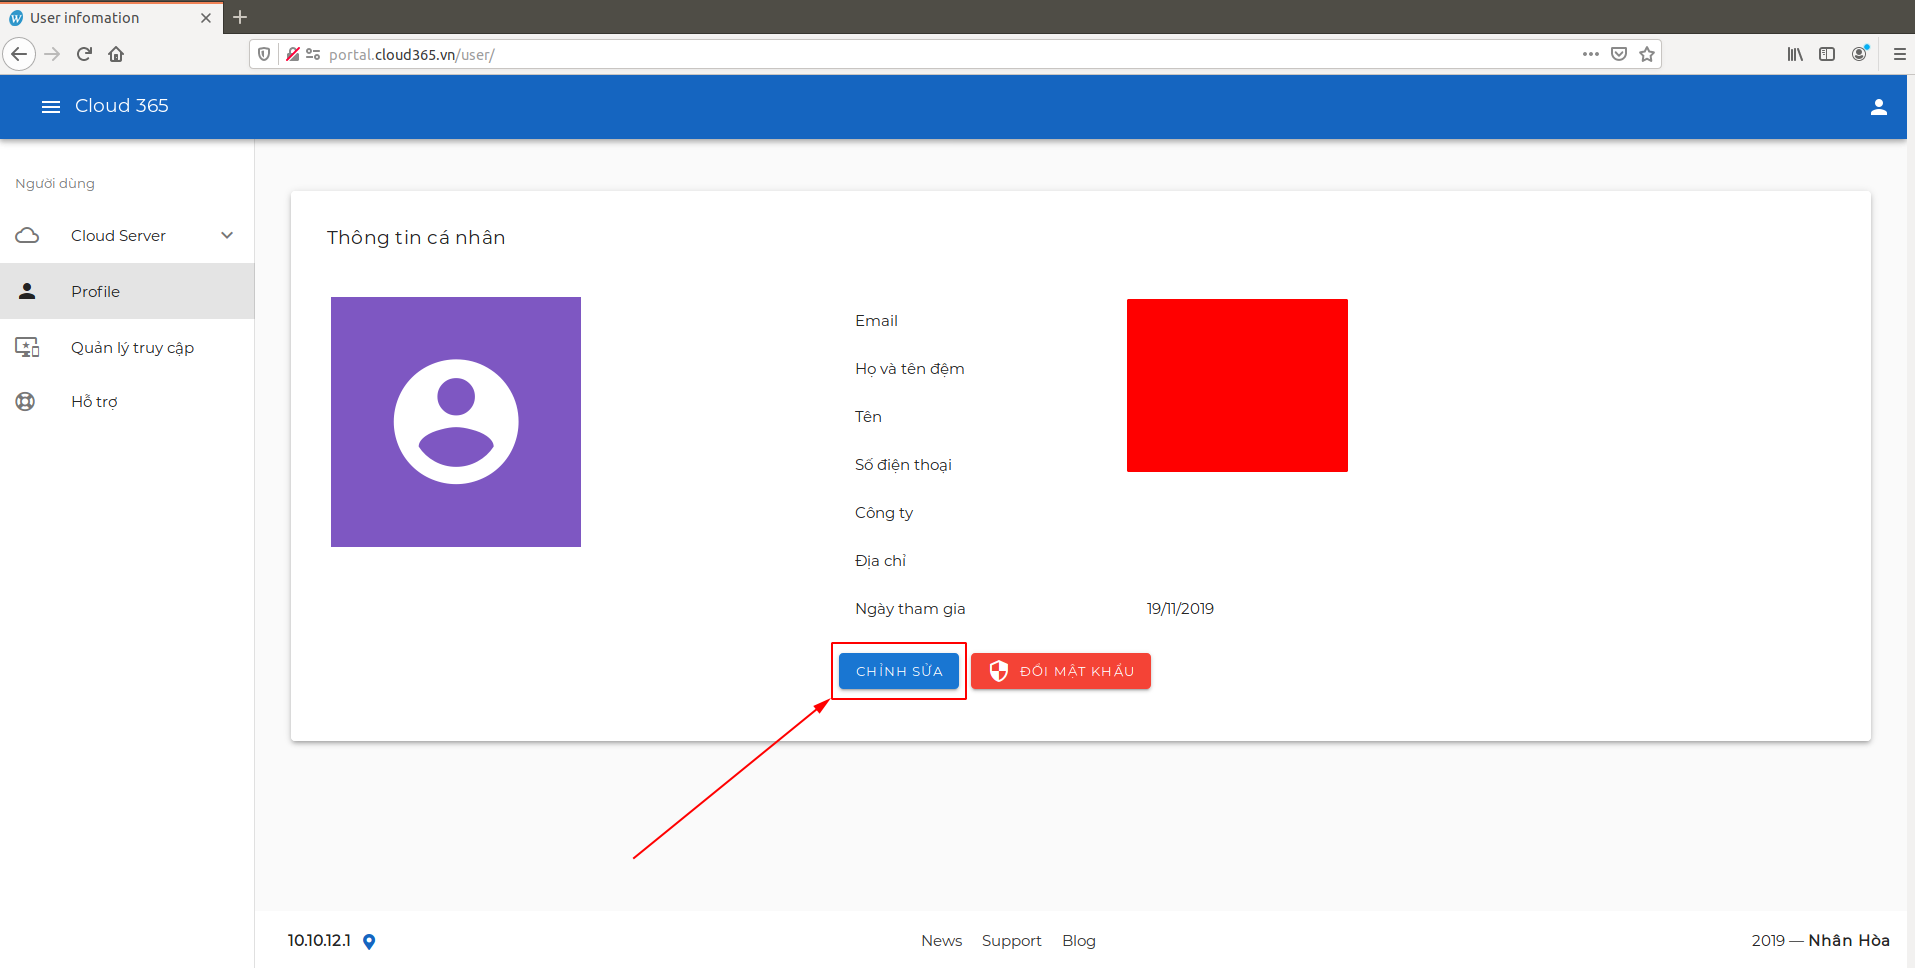 User infomation
portal.cloud365.vn/user/
Cloud 365
Người dùng
Cloud Server
Profile
Quản lý truy cập
Hỗ trợ
Thông tin cá nhân
Email
Họ và tên đệm
Tên
Số điện thoại
Công ty
Địa chỉ
Ngày tham gia 19/11/2019
CHỈNH SỬA ĐỔI MẬT KHẨU
10.10.12.1 News Support Blog 2019 — Nhân Hòa